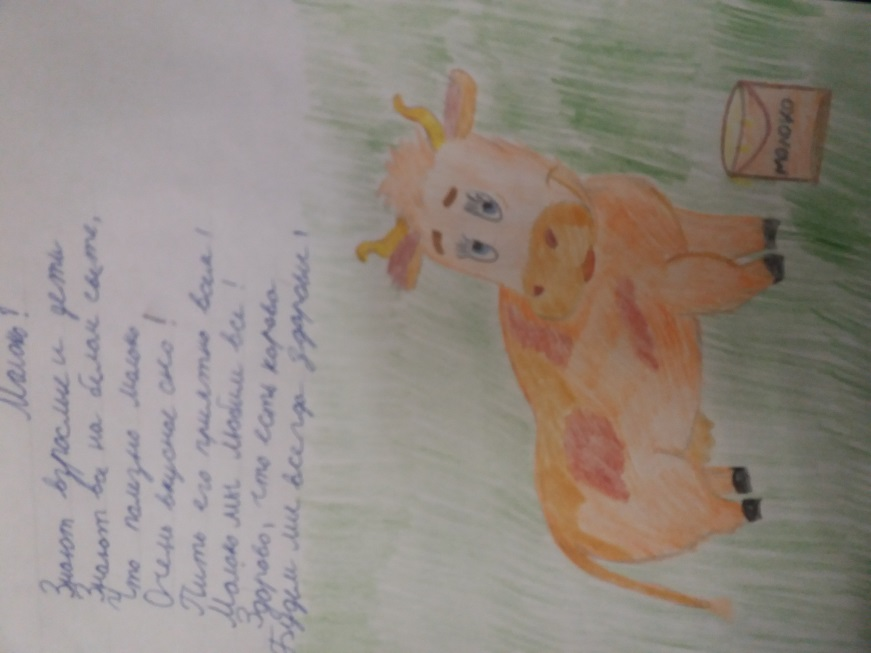 Молоко!
Знают взрослые и дети
Знают все на белом свете,
Что полезно молоко
Очень вкусное оно!
Пить его приятно всем!
Молоко мы любим все!
Здорово, что есть корова
Будем мы всегда здоровы!
МОЛОКО